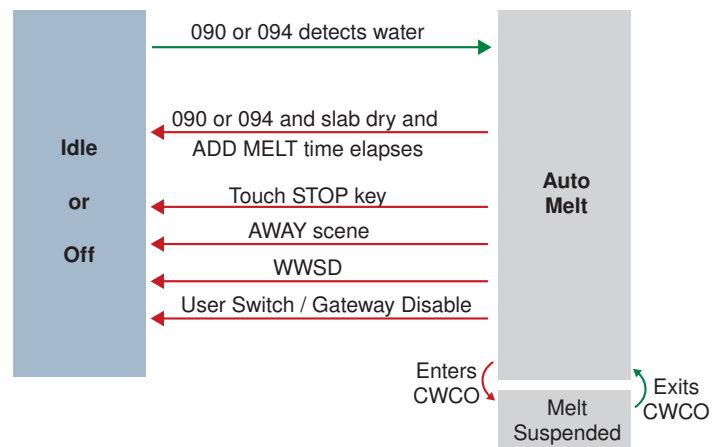 090 or 094 detects water
090 or 094 and slab dry and
ADD MELT time elapses
Idle
or
Off
Touch STOP key
AWAY scene
WWSD
User Switch / Gateway Disable
Auto
Melt
Enters
CWCO
Melt
Suspended
Exits
CWCO